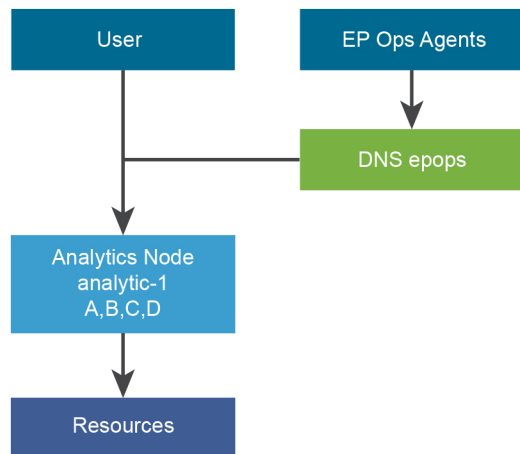 User
EP Ops Agents
DNS epops
Analytics Node
analytic-1
A,B,C,D
Resources